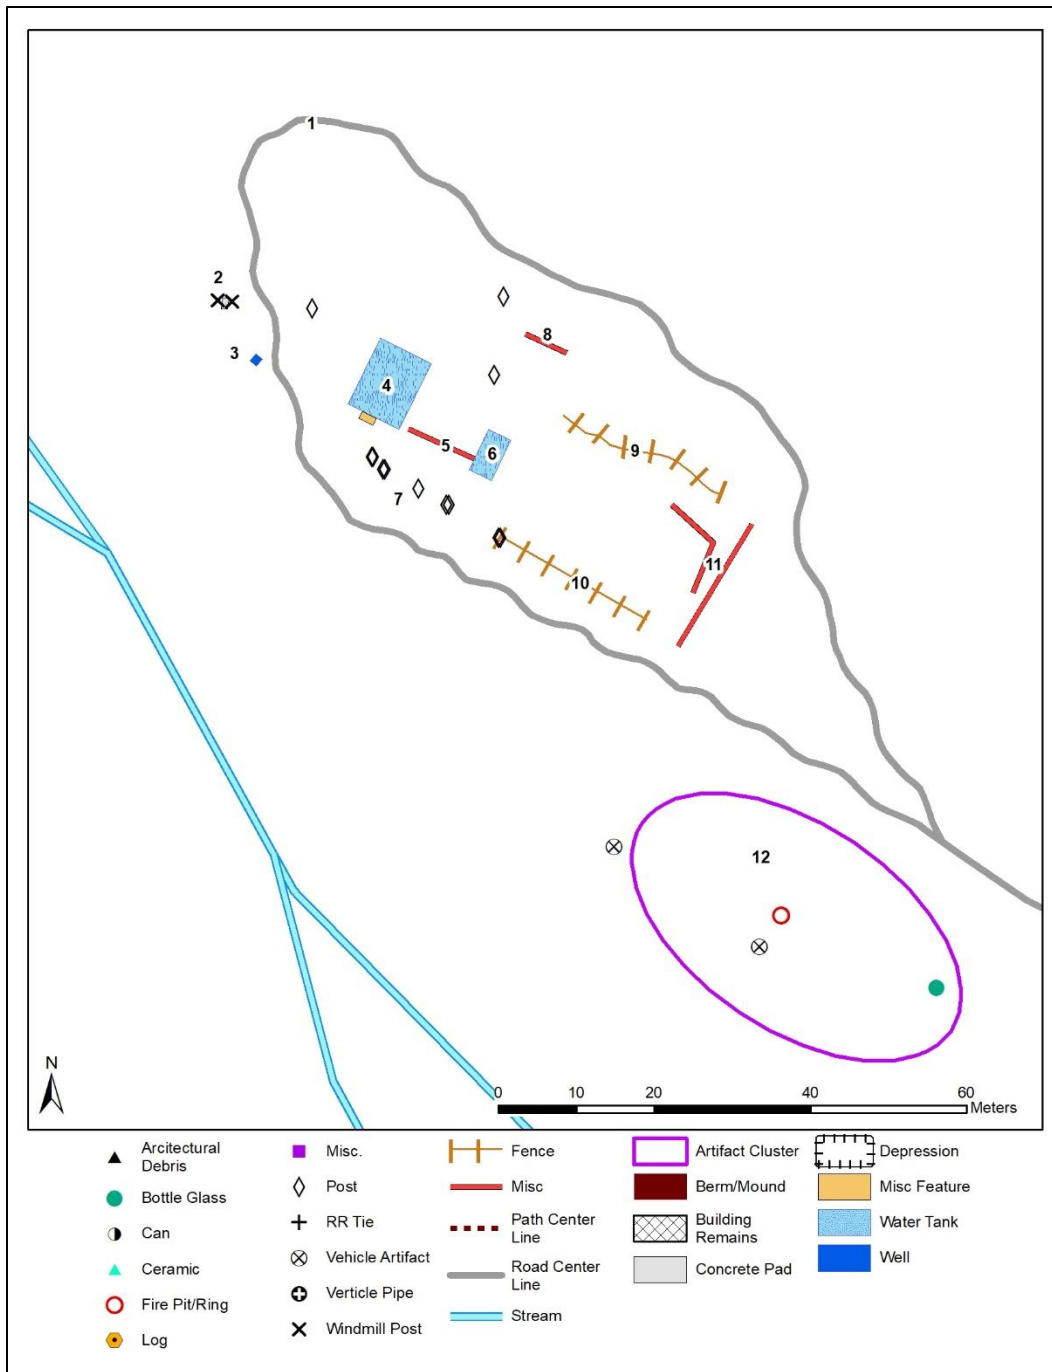 1
2
3
4
5
6
7
8
9
10
11
12
N
0 10 20 40 60
Meters
Arcitectural
Debris
Bottle Glass
Can
Ceramic
Fire Pit/Ring
Log
Misc.
Post
RR Tie
Vehicle Artifact
Verticle Pipe
Windmill Post
Fence
Misc
Path Center
Line
Road Center
Line
Stream
Artifact Cluster
Berm/Mound
Building
Remains
Concrete Pad
Depression
Misc Feature
Water Tank
Well